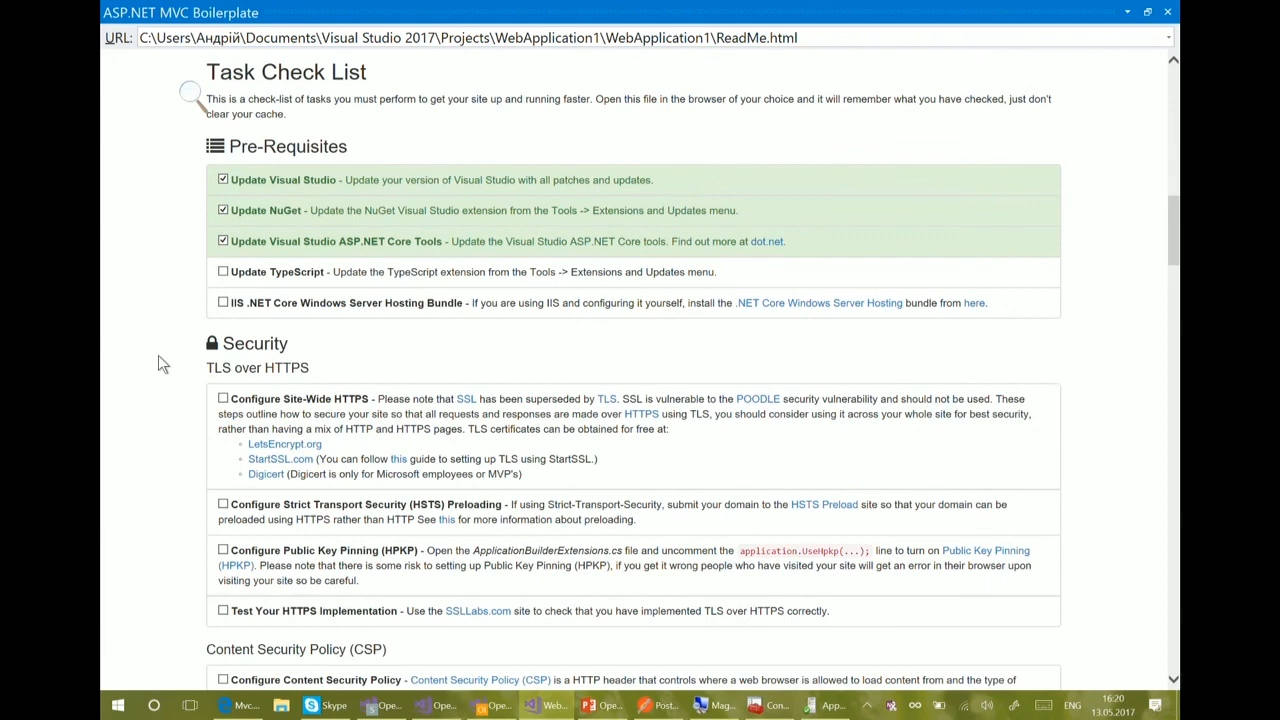 ASP.NET MVC Boilerplate
URL: C:\Users\Андрій\Documents\Visual Studio 2017\Projects\WebApplication1\WebApplication1\ReadMe.html
Task Check List
This is a check-list of tasks you must perform to get your site up and running faster. Open this file in the browser of your choice and it will remember what you have checked, just don't
clear your cache.
Pre-Requisites
Update Visual Studio - Update your version of Visual Studio with all patches and updates.
Update NuGet - Update the NuGet Visual Studio extension from the Tools -> Extensions and Updates menu.
Update Visual Studio ASP.NET Core Tools - Update the Visual Studio ASP.NET Core tools. Find out more at dot.net.
Update TypeScript - Update the TypeScript extension from the Tools -> Extensions and Updates menu.
IIS .NET Core Windows Server Hosting Bundle - If you are using IIS and configuring it yourself, install the .NET Core Windows Server Hosting bundle from here.
Security
TLS over HTTPS
Configure Site-Wide HTTPS - Please note that SSL has been superseded by TLS. SSL is vulnerable to the POODLE security vulnerability and should not be used. These
steps outline how to secure your site so that all requests and responses are made over HTTPS using TLS, you should consider using it across your whole site for best security,
rather than having a mix of HTTP and HTTPS pages. TLS certificates can be obtained for free at:
LetsEncrypt.org
StartSSL.com (You can follow this guide to setting up TLS using StartSSL.)
Digicert (Digicert is only for Microsoft employees or MVP's)
Configure Strict Transport Security (HSTS) Preloading - If using Strict-Transport-Security, submit your domain to the HSTS Preload site so that your domain can be
preloaded using HTTPS rather than HTTP See this for more information about preloading.
Configure Public Key Pinning (HPKP) - Open the ApplicationBuilderExtensions.cs file and uncomment the application.UseHpkp(...); line to turn on Public Key Pinning
(HPKP). Please note that there is some risk to setting up Public Key Pinning (HPKP), if you get it wrong people who have visited your site will get an error in their browser upon
visiting your site so be careful.
Test Your HTTPS Implementation - Use the SSLLabs.com site to check that you have implemented TLS over HTTPS correctly.
Content Security Policy (CSP)
Configure Content Security Policy - Content Security Policy (CSP) is a HTTP header that controls where a web browser is allowed to load content from and the type of
Mvc... Skype Ope... Ope... Ope... Web... Ope... Post... Mag... Con... App... ENG 16:20
13.05.2017